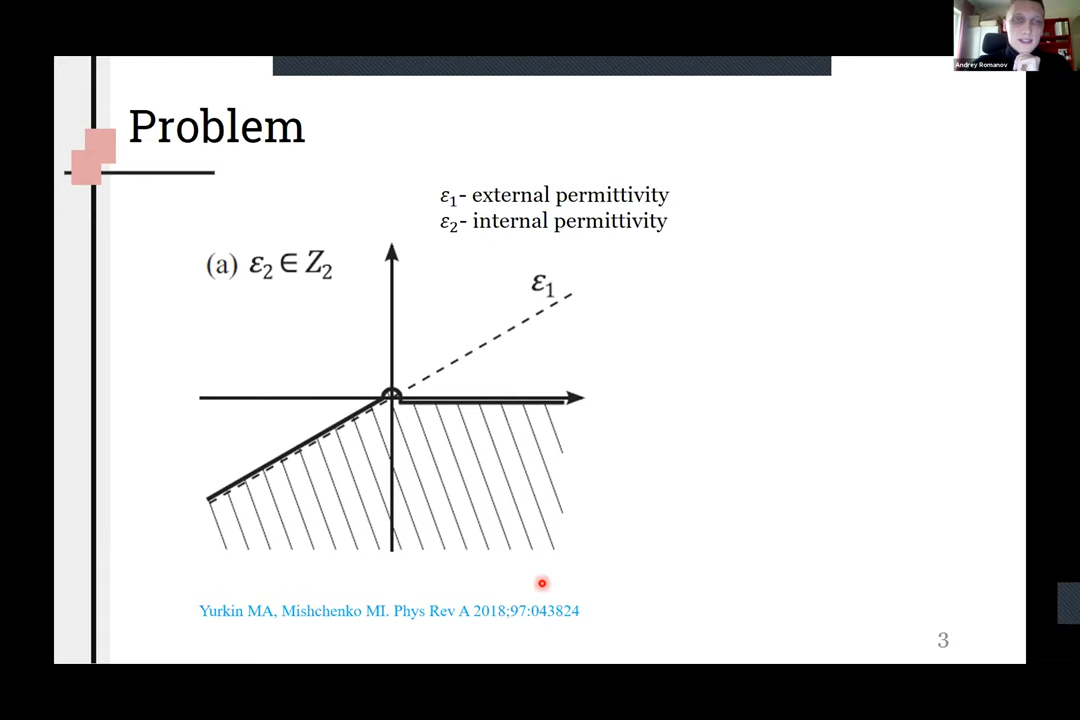 Andrey Romanov
Problem
ε₁- external permittivity
ε₂- internal permittivity
(a) ε₂ ∈ Z₂
ε₁
Yurkin MA, Mishchenko MI. Phys Rev A 2018;97:043824
3